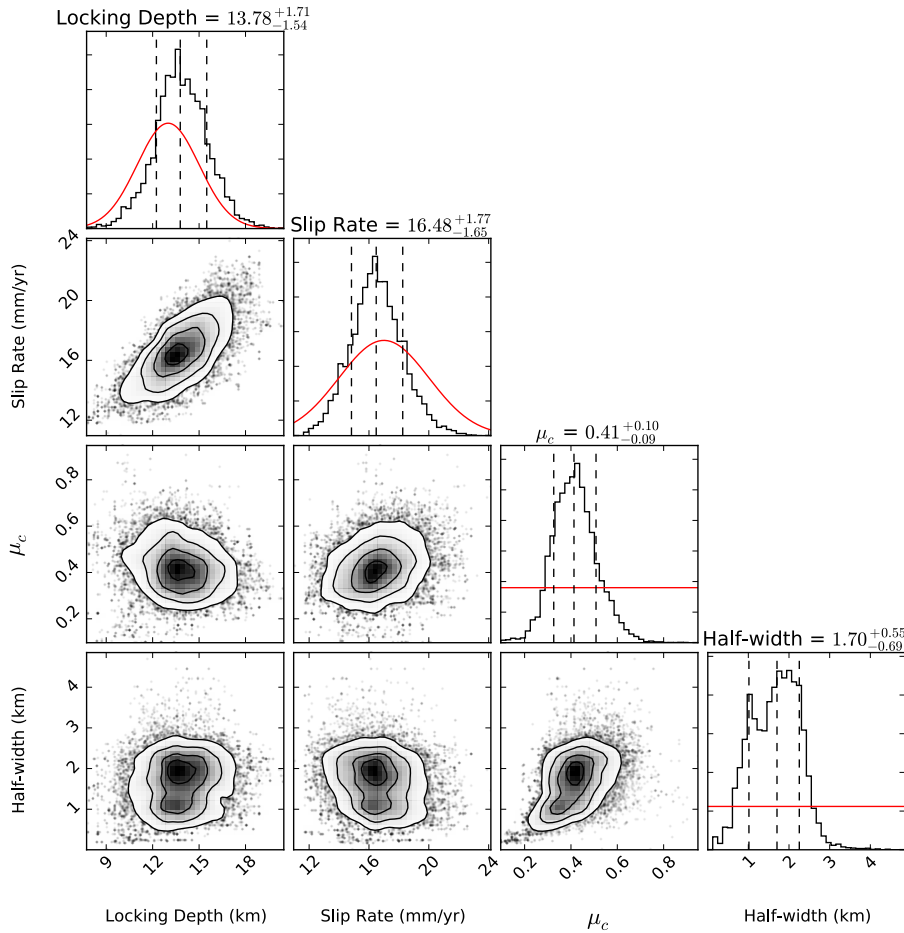 Locking Depth = 13.78 +1.71 −1.54
Slip Rate = 16.48 +1.77 −1.65
24
20
16
12
Slip Rate (mm/yr)
μc = 0.41 +0.10 −0.09
0.8
0.6
0.4
0.2
μc
Half-width = 1.70 +0.55 −0.69
4
3
2
1
Half-width (km)
9 12 15 18
12 16 20 24
0.2 0.4 0.6 0.8
1 2 3 4
Locking Depth (km)
Slip Rate (mm/yr)
μc
Half-width (km)